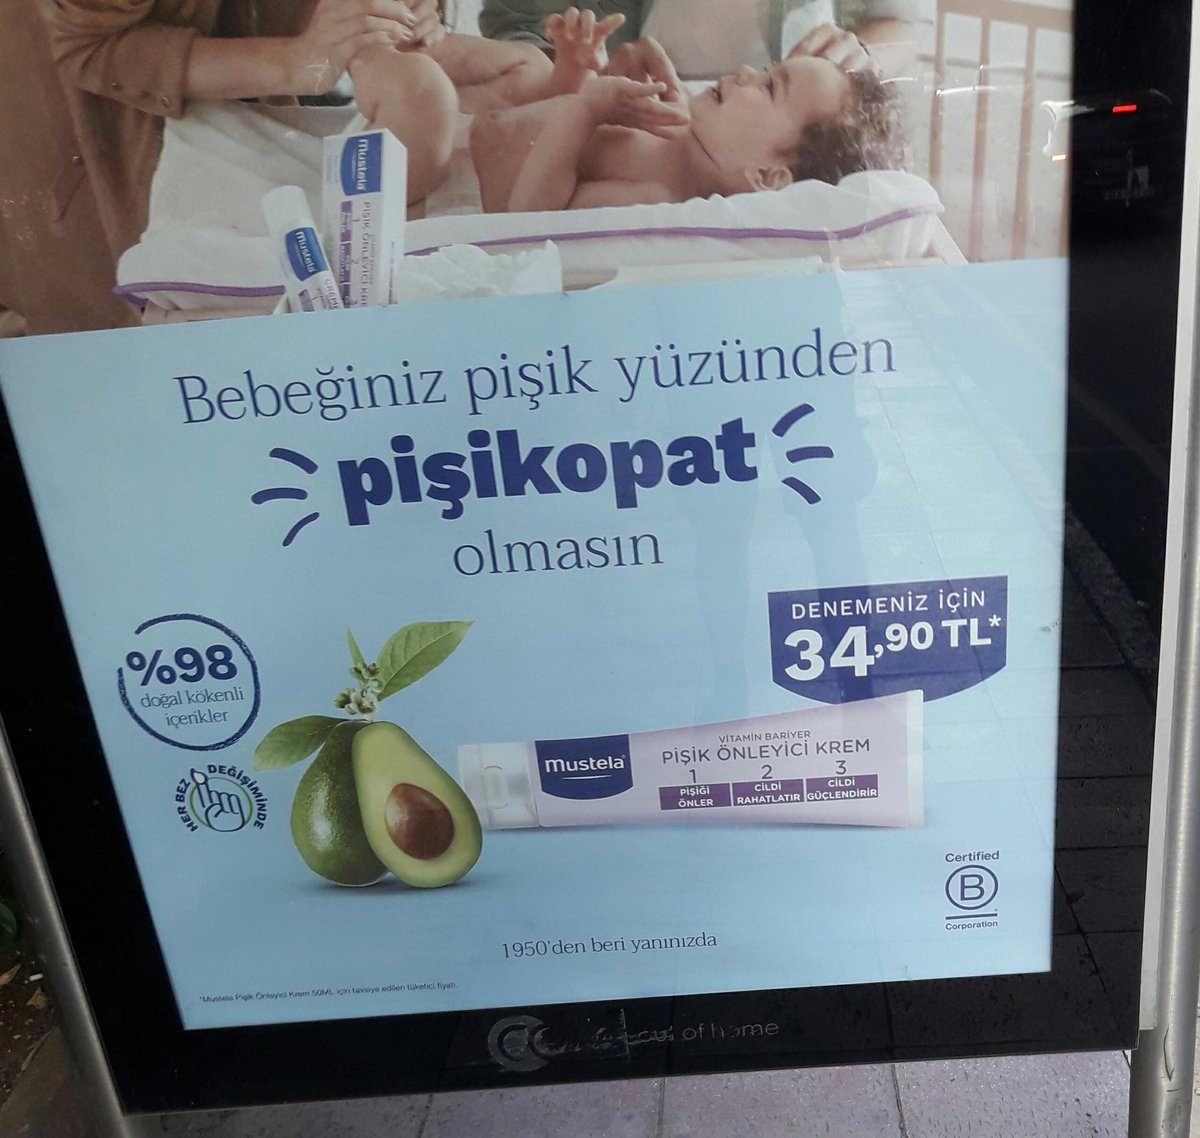 mustela
PİŞİK ÖNLEYİCİ
mustela
Bebeğiniz pişik yüzünden
pişikopat
olmasın
DENEMENİZ İÇİN
34,90 TL*
%98
doğal kökenli
içerikler
HER BEZ DEĞİŞİMİNDE
mustela
VİTAMIN BARİYER
PİŞİK ÖNLEYİCİ KREM
1 2 3
PİŞİĞİ ÖNLER
CİLDİ RAHATLATIR
CİLDİ GÜÇLENDİRİR
Certified
B
Corporation
1950'den beri yanınızda
*Mustela Pişik Önleyici Krem 50ML için tavsiye edilen tüketici fiyatı.
out of home